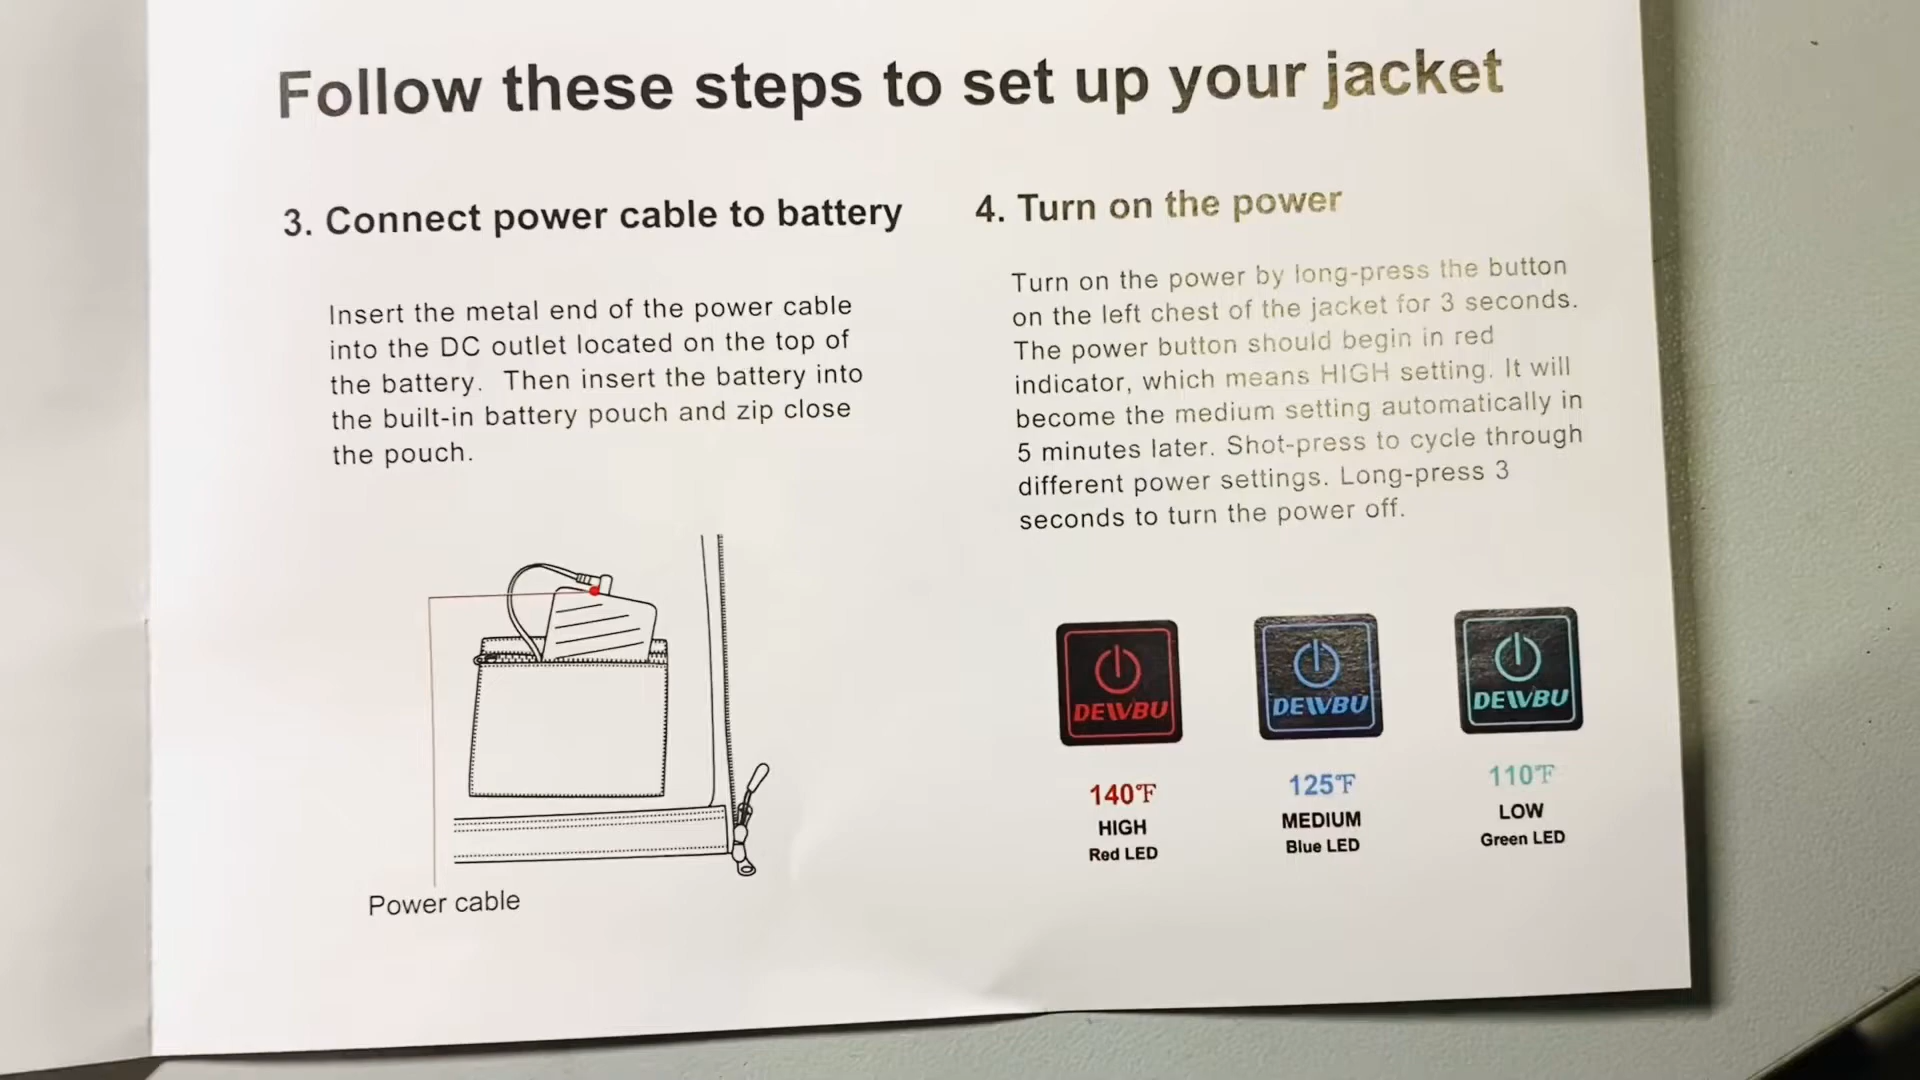 Follow these steps to set up your jacket
3. Connect power cable to battery
Insert the metal end of the power cable
into the DC outlet located on the top of
the battery. Then insert the battery into
the built-in battery pouch and zip close
the pouch.
Power cable
4. Turn on the power
Turn on the power by long-press the button
on the left chest of the jacket for 3 seconds.
The power button should begin in red
indicator, which means HIGH setting. It will
become the medium setting automatically in
5 minutes later. Shot-press to cycle through
different power settings. Long-press 3
seconds to turn the power off.
DEWBU
140℉
HIGH
Red LED
DEWBU
125℉
MEDIUM
Blue LED
DEWBU
110℉
LOW
Green LED